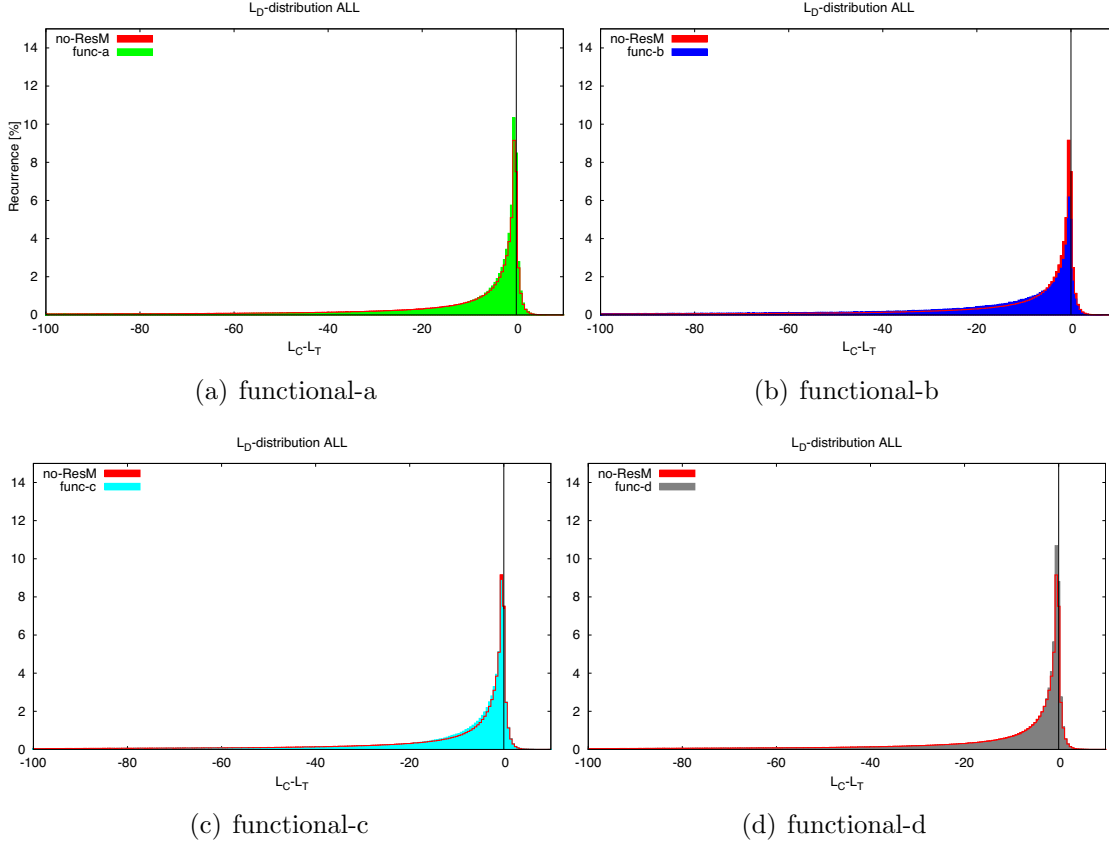 L_D-distribution ALL
no-ResM
func-a
Recurrence [%]
14
12
10
8
6
4
2
0
-100 -80 -60 -40 -20 0
L_C-L_T
(a) functional-a
L_D-distribution ALL
no-ResM
func-b
14
12
10
8
6
4
2
0
-100 -80 -60 -40 -20 0
L_C-L_T
(b) functional-b
L_D-distribution ALL
no-ResM
func-c
14
12
10
8
6
4
2
0
-100 -80 -60 -40 -20 0
L_C-L_T
(c) functional-c
L_D-distribution ALL
no-ResM
func-d
14
12
10
8
6
4
2
0
-100 -80 -60 -40 -20 0
L_C-L_T
(d) functional-d